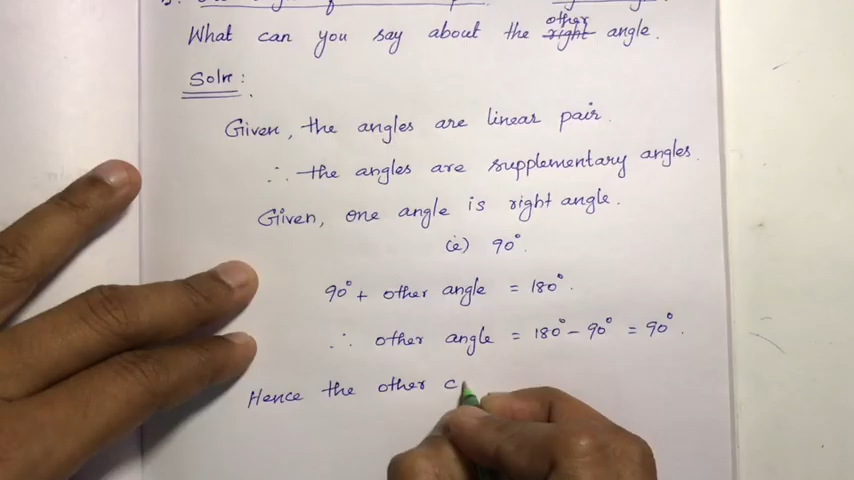 What can you say about the right other angle.
Soln:
Given, the angles are linear pair.
∴ the angles are supplementary angles.
Given, one angle is right angle.
(ie) 90°.
90° + other angle = 180°.
∴ other angle = 180° - 90° = 90°.
Hence the other